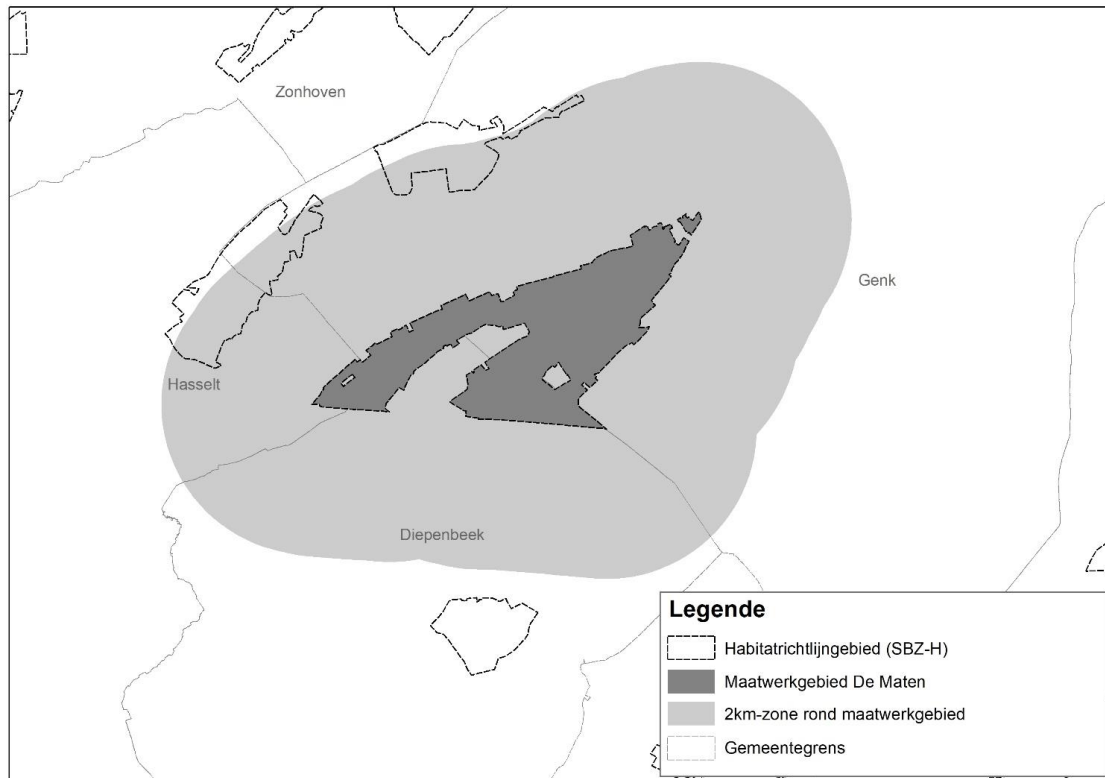 Zonhoven
Genk
Hasselt
Diepenbeek
Legende
Habitatrichtlijngebied (SBZ-H)
Maatwerkgebied De Maten
2km-zone rond maatwerkgebied
Gemeentegrens